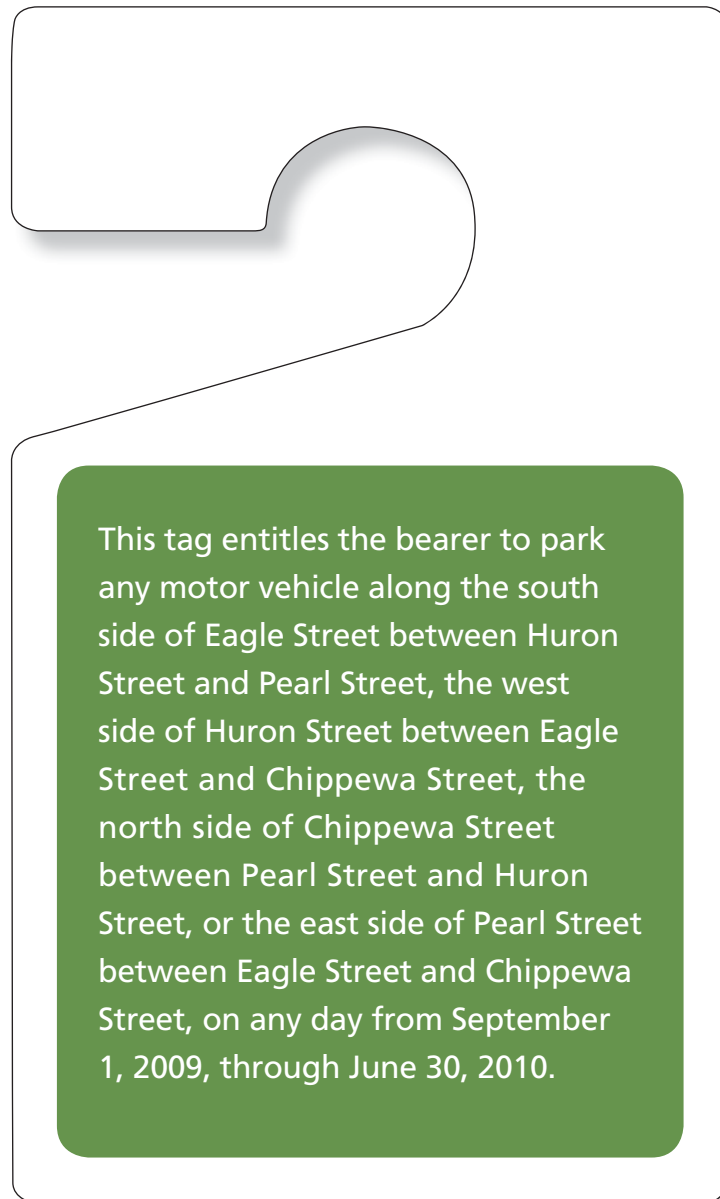 This tag entitles the bearer to park
any motor vehicle along the south
side of Eagle Street between Huron
Street and Pearl Street, the west
side of Huron Street between Eagle
Street and Chippewa Street, the
north side of Chippewa Street
between Pearl Street and Huron
Street, or the east side of Pearl Street
between Eagle Street and Chippewa
Street, on any day from September
1, 2009, through June 30, 2010.